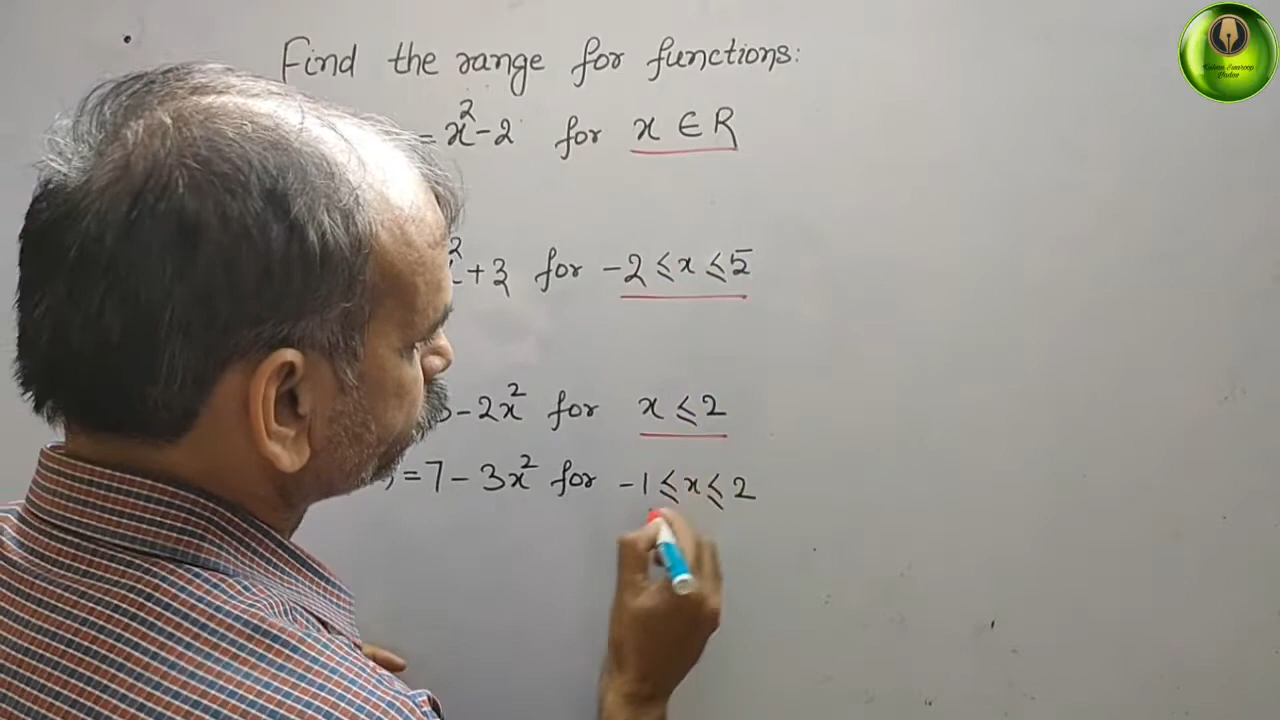 Find the range for functions:
= x² - 2 for x ∈ R
² + 3 for -2 ≤ x ≤ 5
- 2x² for x ≤ 2
) = 7 - 3x² for -1 ≤ x ≤ 2